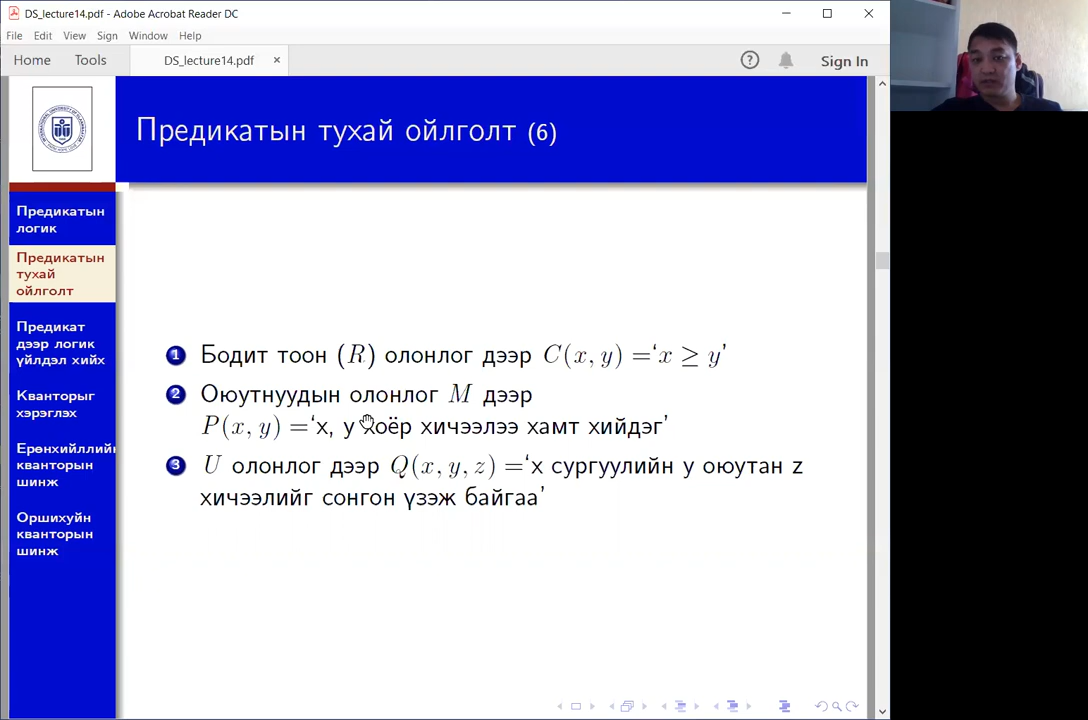 DS_lecture14.pdf - Adobe Acrobat Reader DC
File Edit View Sign Window Help
Home Tools DS_lecture14.pdf × Sign In
Предикатын тухай ойлголт (6)
Предикатын
логик
Предикатын
тухай
ойлголт
Предикат
дээр логик
үйлдэл хийх
Кванторыг
хэрэглэх
Ерөнхийллийн
кванторын
шинж
Оршихуйн
кванторын
шинж
1 Бодит тоон (R) олонлог дээр C(x, y) =‘x ≥ y’
2 Оюутнуудын олонлог M дээр
P(x, y) =‘x, y хоёр хичээлээ хамт хийдэг’
3 U олонлог дээр Q(x, y, z) =‘x сургуулийн y оюутан z
хичээлийг сонгон үзэж байгаа’